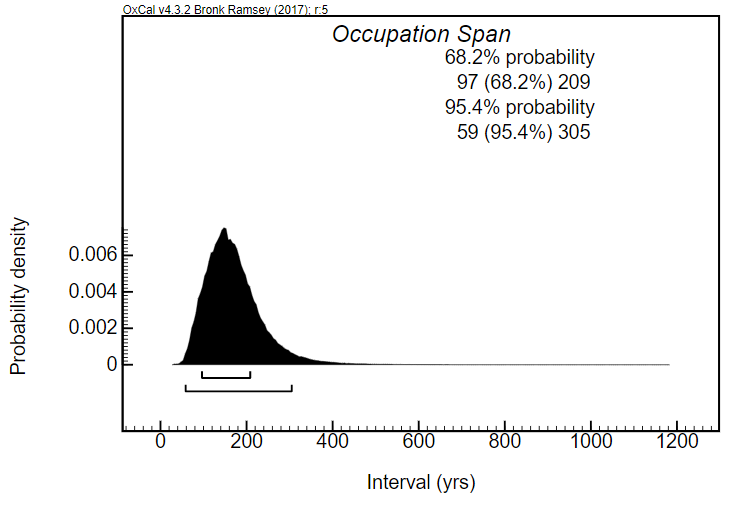 OxCal v4.3.2 Bronk Ramsey (2017); r:5
Occupation Span
68.2% probability
97 (68.2%) 209
95.4% probability
59 (95.4%) 305
Probability density
0.006
0.004
0.002
0
0 200 400 600 800 1000 1200
Interval (yrs)